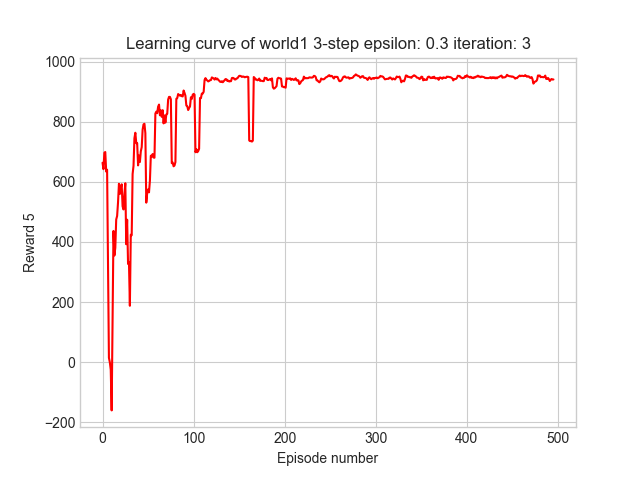 Learning curve of world1 3-step epsilon: 0.3 iteration: 3
1000
800
600
400
200
0
−200
Reward 5
0 100 200 300 400 500
Episode number